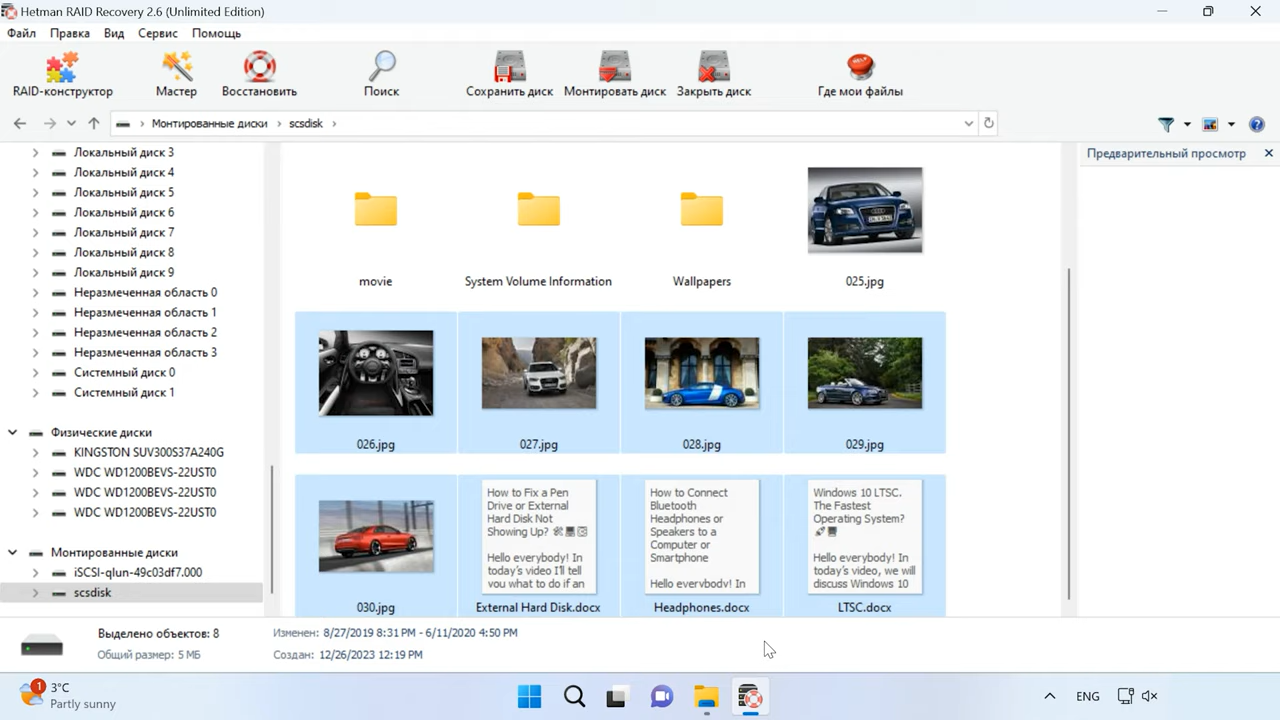 Hetman RAID Recovery 2.6 (Unlimited Edition)
Файл Правка Вид Сервис Помощь
RAID-конструктор Мастер Восстановить Поиск Сохранить диск Монтировать диск Закрыть диск Где мои файлы
Монтированные диски scsdisk
Предварительный просмотр
Локальный диск 3
Локальный диск 4
Локальный диск 5
Локальный диск 6
Локальный диск 7
Локальный диск 8
Локальный диск 9
Неразмеченная область 0
Неразмеченная область 1
Неразмеченная область 2
Неразмеченная область 3
Системный диск 0
Системный диск 1
Физические диски
KINGSTON SUV300S37A240G
WDC WD1200BEVS-22UST0
WDC WD1200BEVS-22UST0
WDC WD1200BEVS-22UST0
Монтированные диски
iSCSI-qlun-49c03df7.000
scsdisk
movie System Volume Information Wallpapers 025.jpg
026.jpg 027.jpg 028.jpg 029.jpg
How to Fix a Pen
Drive or External
Hard Disk Not
Showing Up?
Hello everybody! In
today's video I'll tell
you what to do if an
How to Connect
Bluetooth
Headphones or
Speakers to a
Computer or
Smartphone
Hello everybody! In
Windows 10 LTSC.
The Fastest
Operating System?
Hello everybody! In
today's video, we will
discuss Windows 10
030.jpg External Hard Disk.docx Headphones.docx LTSC.docx
Выделено объектов: 8
Общий размер: 5 МБ
Изменен: 8/27/2019 8:31 PM - 6/11/2020 4:50 PM
Создан: 12/26/2023 12:19 PM
1
3°C
Partly sunny
ENG